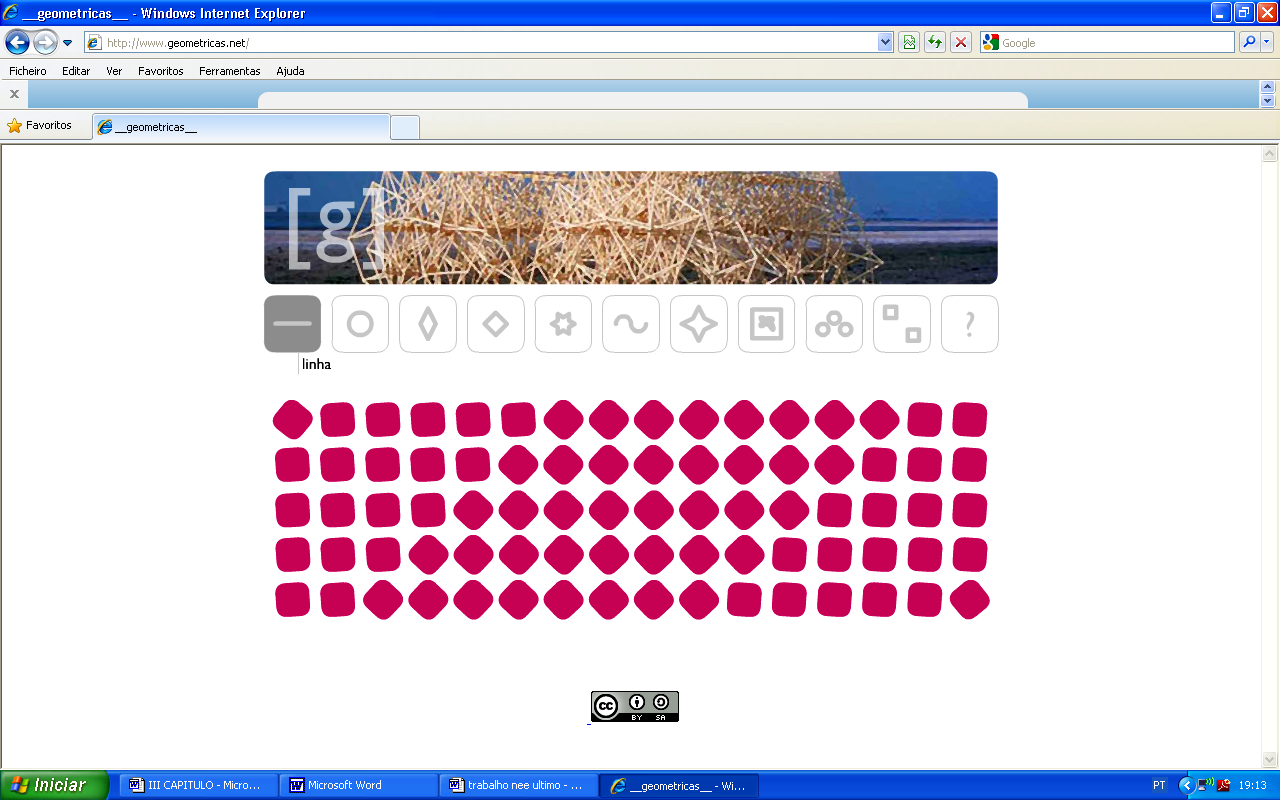 __geometricas__ - Windows Internet Explorer
http://www.geometricas.net/
Google
Ficheiro Editar Ver Favoritos Ferramentas Ajuda
x
Favoritos
__geometricas__
[g]
?
linha
cc BY SA
Iniciar
III CAPITULO - Micro...
Microsoft Word
trabalho nee ultimo - ...
__geometricas__ - Wi...
PT
19:13